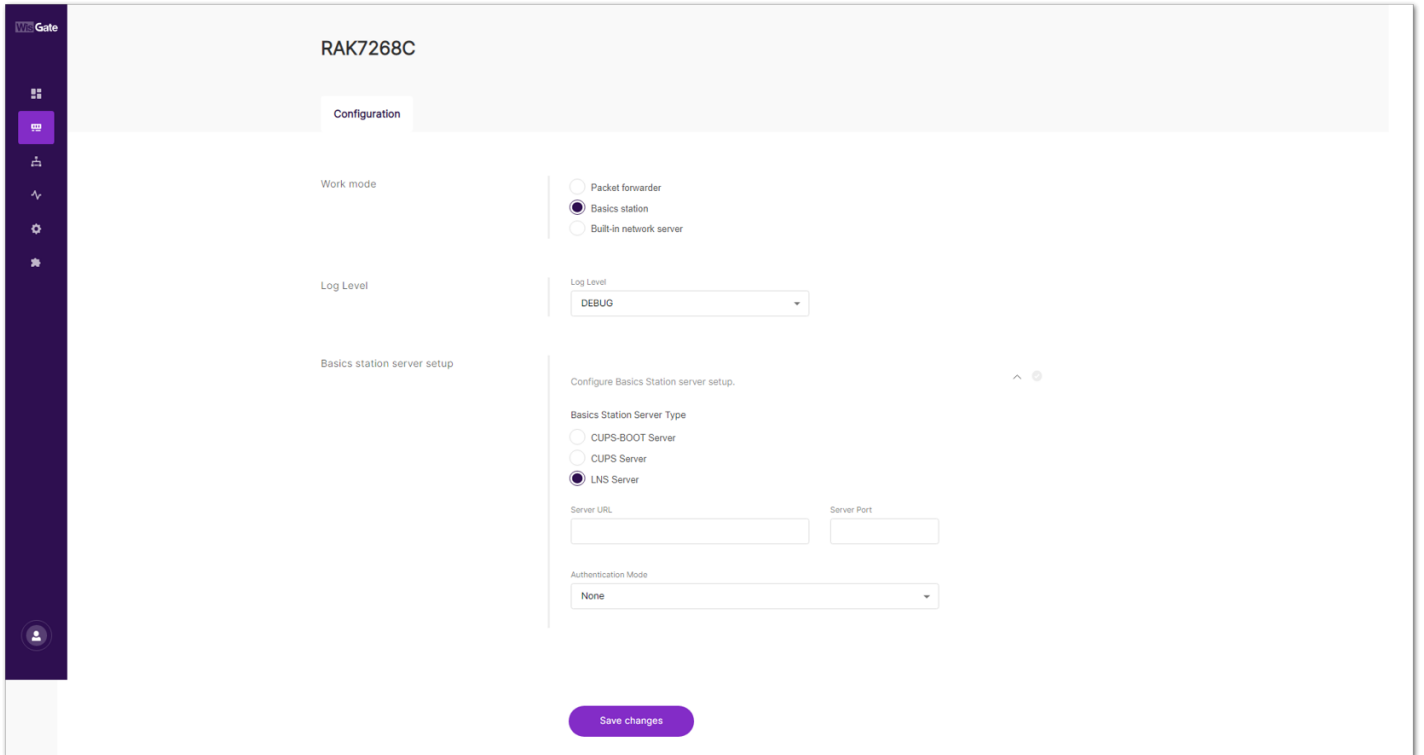 WisGate
RAK7268C
Configuration
Work mode
Packet forwarder
Basics station
Built-in network server
Log Level
Log Level
DEBUG
Basics station server setup
Configure Basics Station server setup.
Basics Station Server Type
CUPS-BOOT Server
CUPS Server
LNS Server
Server URL
Server Port
Authentication Mode
None
Save changes